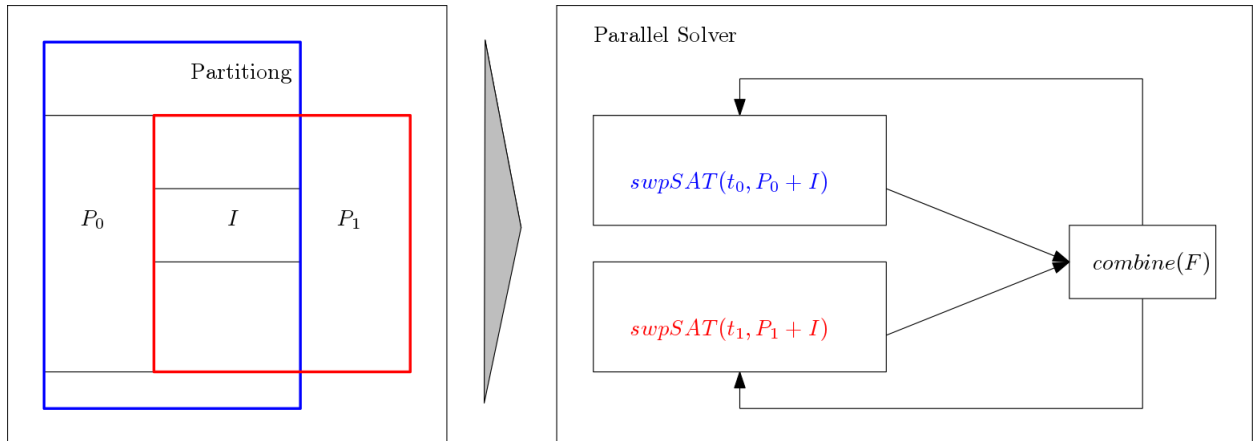 Partitiong
P_0
I
P_1
Parallel Solver
swpSAT(t_0, P_0 + I)
swpSAT(t_1, P_1 + I)
combine(F)